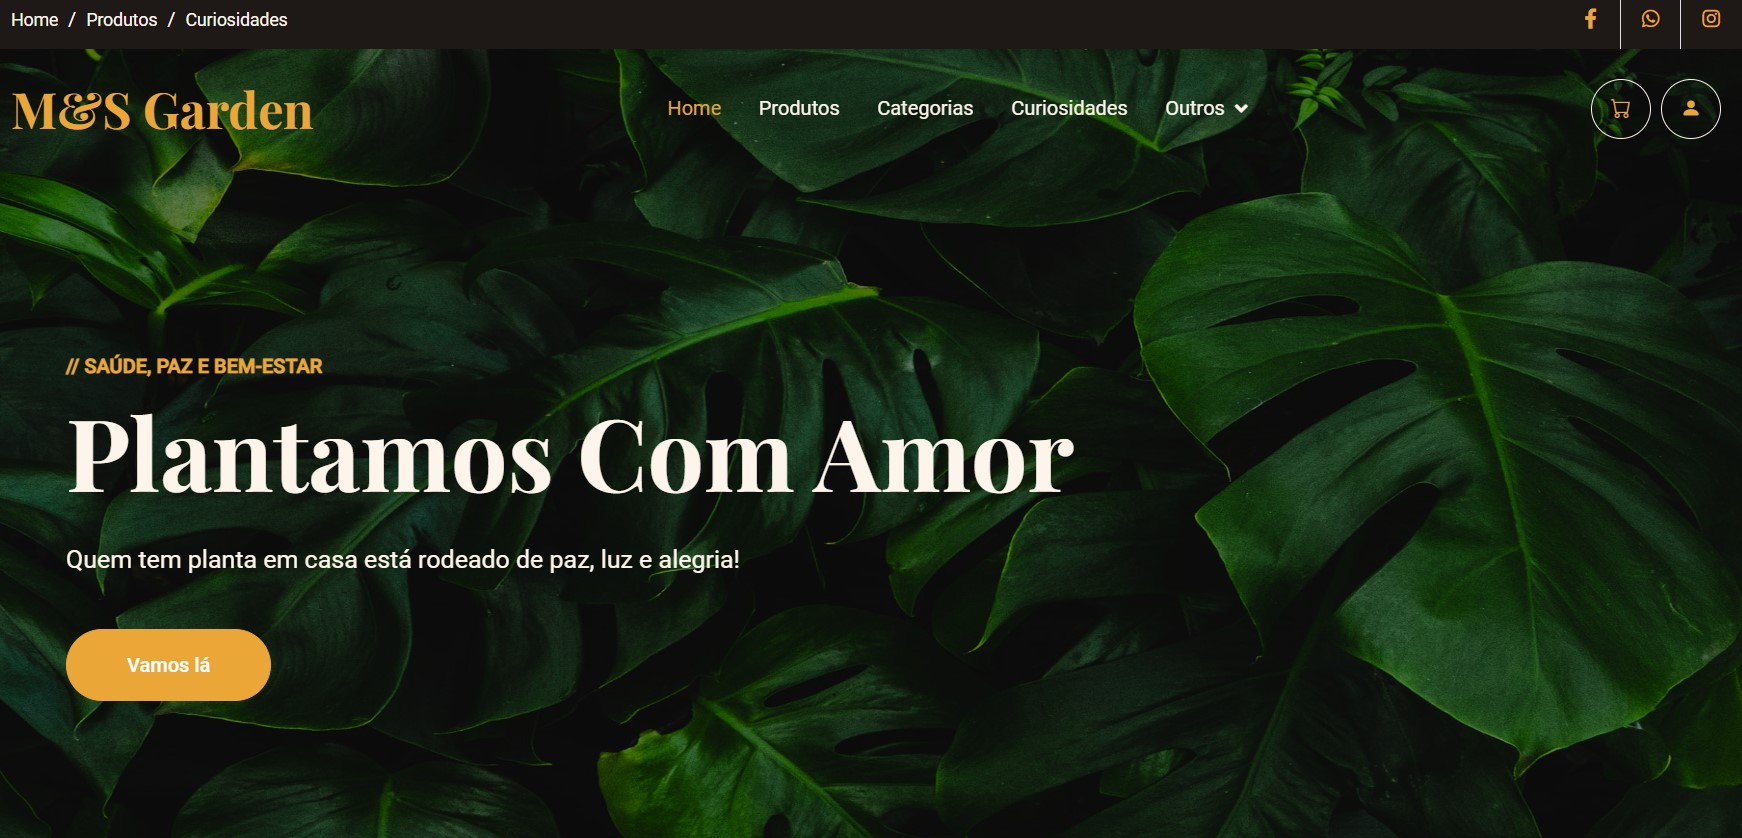 Home / Produtos / Curiosidades
M&S Garden
Home Produtos Categorias Curiosidades Outros
// SAÚDE, PAZ E BEM-ESTAR
Plantamos Com Amor
Quem tem planta em casa está rodeado de paz, luz e alegria!
Vamos lá